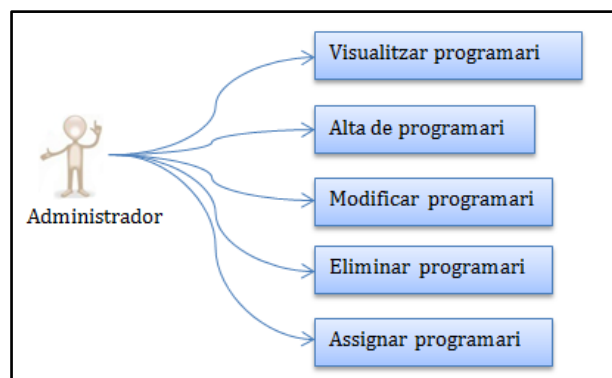 Visualitzar programari
Alta de programari
Modificar programari
Administrador
Eliminar programari
Assignar programari